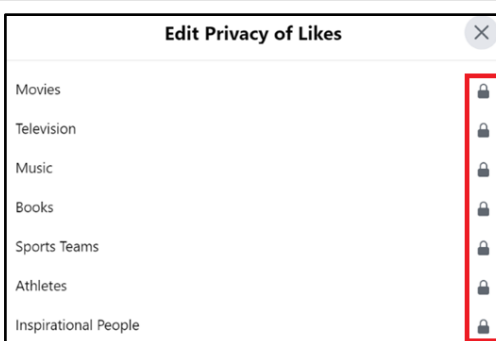 Edit Privacy of Likes
Movies
Television
Music
Books
Sports Teams
Athletes
Inspirational People